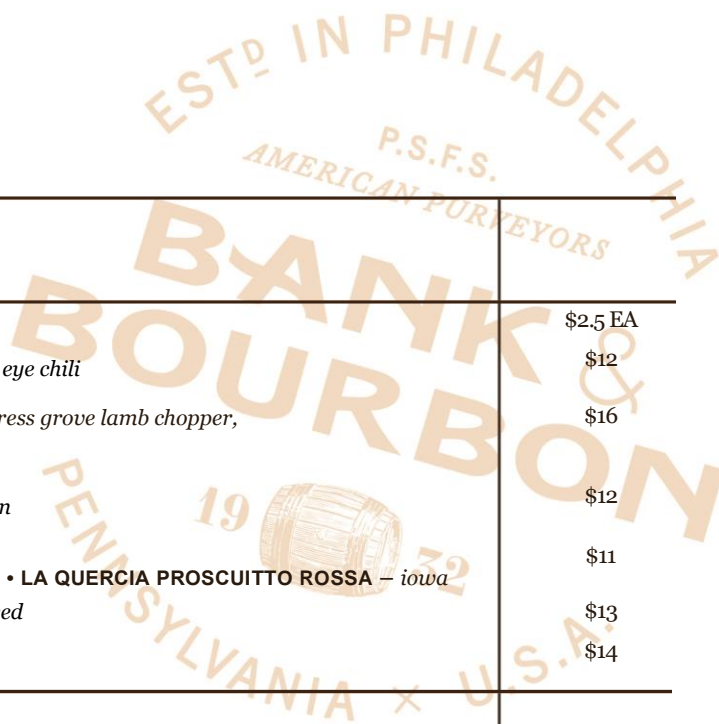 ESTD IN PHILADELPHIA
P.S.F.S.
AMERICAN PURVEYORS
BANK &
BOURBON
$2.5 EA
eye chili $12
ress grove lamb chopper, $16
n $12
19 32
$11
• LA QUERCIA PROSCUITTO ROSSA – iowa
ed $13
$14
PENNSYLVANIA × U.S.A.